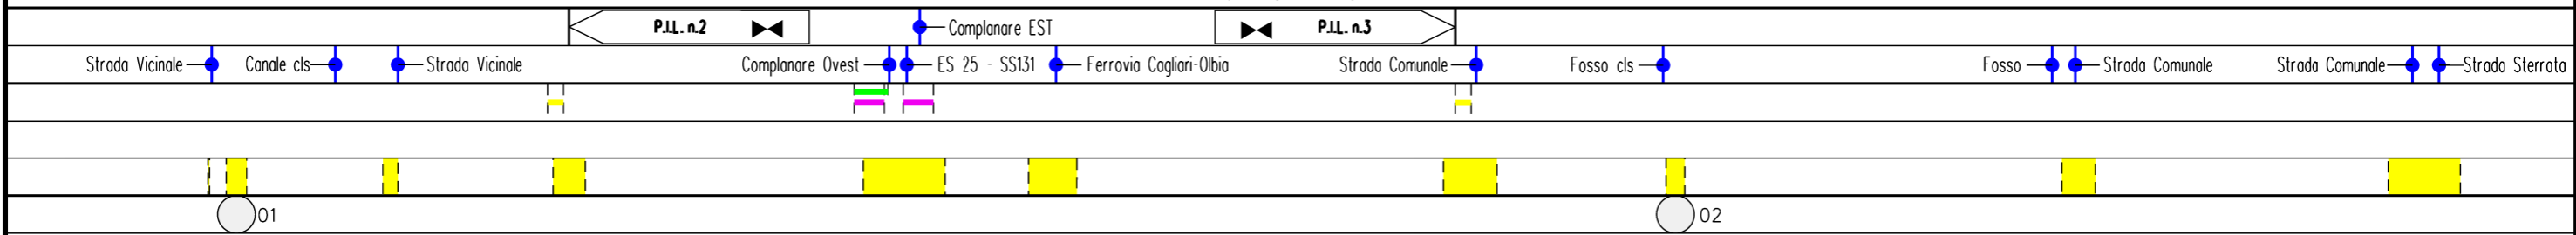 P.I.L. n.2
Complanare EST
P.I.L. n.3
Strada Vicinale
Canale cls
Strada Vicinale
Complanare Ovest
ES 25 - SS131
Ferrovia Cagliari-Olbia
Strada Comunale
Fosso cls
Fosso
Strada Comunale
Strada Comunale
Strada Sterrata
01
02